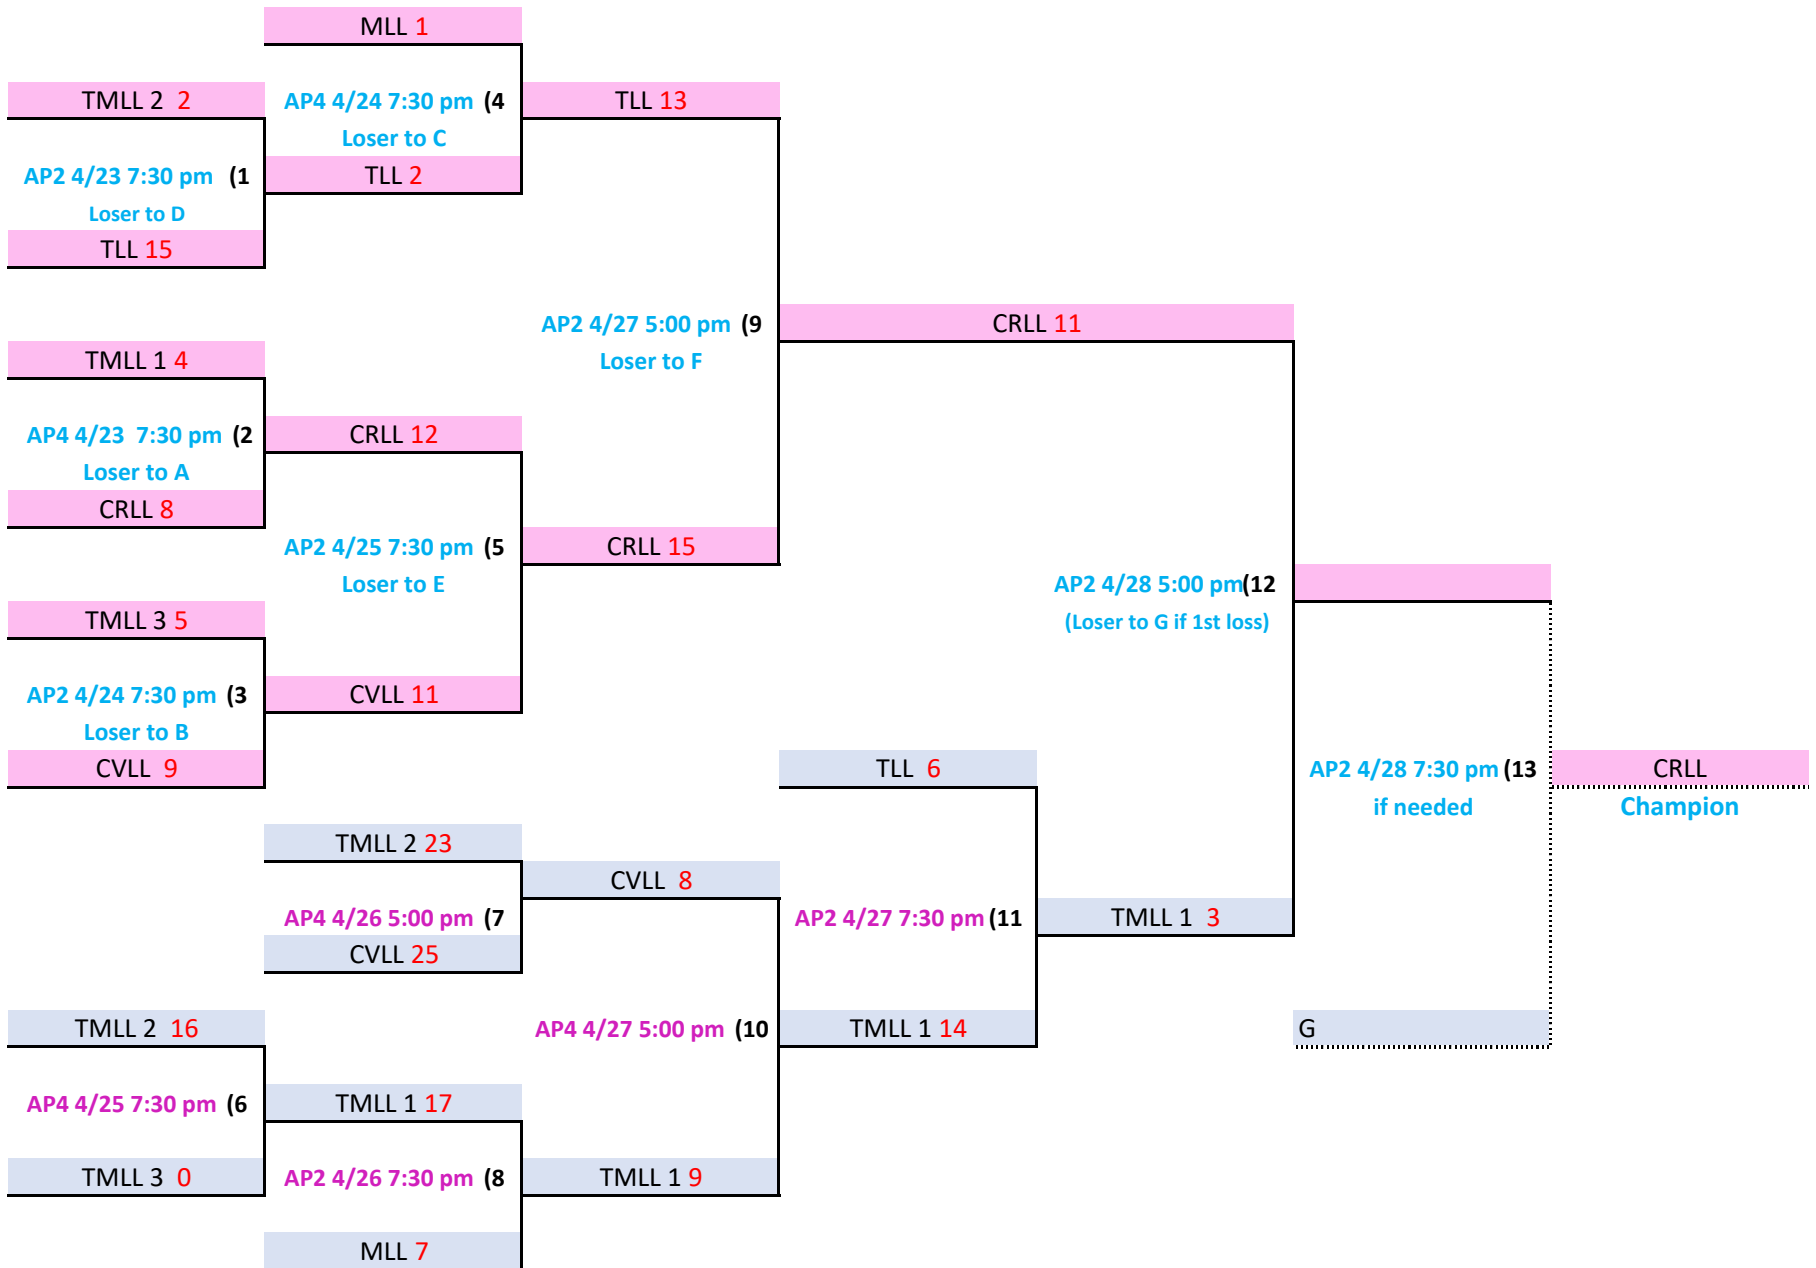 MLL 1
TMLL 2 2
AP4 4/24 7:30 pm (4
TLL 13
Loser to C
AP2 4/23 7:30 pm (1
TLL 2
Loser to D
TLL 15
AP2 4/27 5:00 pm (9
CRLL 11
TMLL 1 4
Loser to F
AP4 4/23 7:30 pm (2
CRLL 12
Loser to A
CRLL 8
AP2 4/25 7:30 pm (5
CRLL 15
Loser to E
AP2 4/28 5:00 pm(12
TMLL 3 5
(Loser to G if 1st loss)
AP2 4/24 7:30 pm (3
CVLL 11
Loser to B
CVLL 9
TLL 6
AP2 4/28 7:30 pm (13
CRLL
if needed
Champion
TMLL 2 23
CVLL 8
AP4 4/26 5:00 pm (7
AP2 4/27 7:30 pm (11
TMLL 1 3
CVLL 25
TMLL 2 16
AP4 4/27 5:00 pm (10
TMLL 1 14
G
AP4 4/25 7:30 pm (6
TMLL 1 17
TMLL 3 0
AP2 4/26 7:30 pm (8
TMLL 1 9
MLL 7